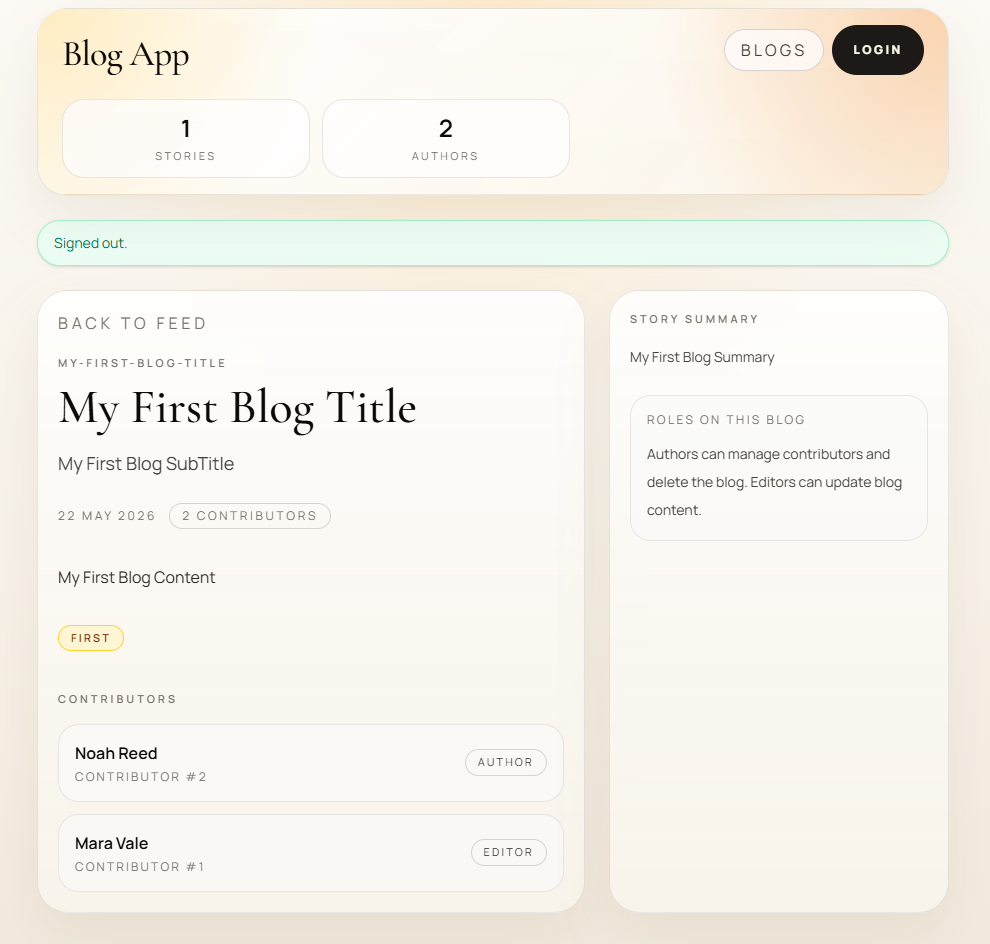 Blog App
BLOGS
LOGIN
1
STORIES
2
AUTHORS
Signed out.
BACK TO FEED
MY-FIRST-BLOG-TITLE
My First Blog Title
My First Blog SubTitle
22 MAY 2026
2 CONTRIBUTORS
My First Blog Content
FIRST
CONTRIBUTORS
Noah Reed
CONTRIBUTOR #2
AUTHOR
Mara Vale
CONTRIBUTOR #1
EDITOR
STORY SUMMARY
My First Blog Summary
ROLES ON THIS BLOG
Authors can manage contributors and
delete the blog. Editors can update blog
content.